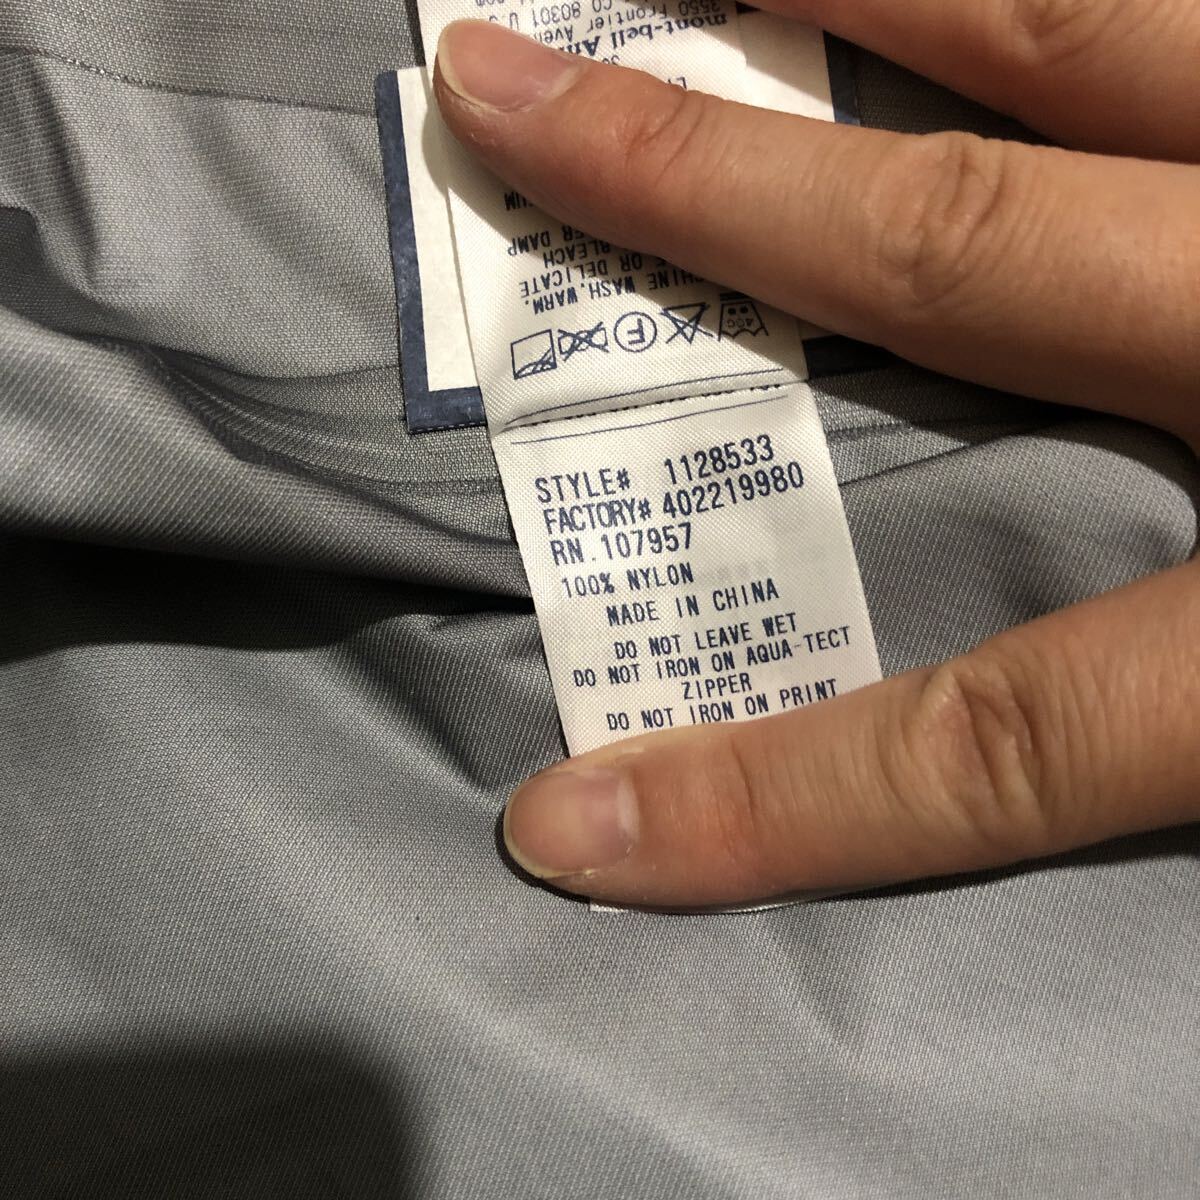 mont-bell
3550 Frontier
CO 80301 U.S
WASH.WARM.
OR DELICATE
BLEACH
DAMP
F
40C
STYLE# 1128533
FACTORY# 402219980
RN.107957
100% NYLON
MADE IN CHINA
DO NOT LEAVE WET
DO NOT IRON ON AQUA-TECT
ZIPPER
DO NOT IRON ON PRINT